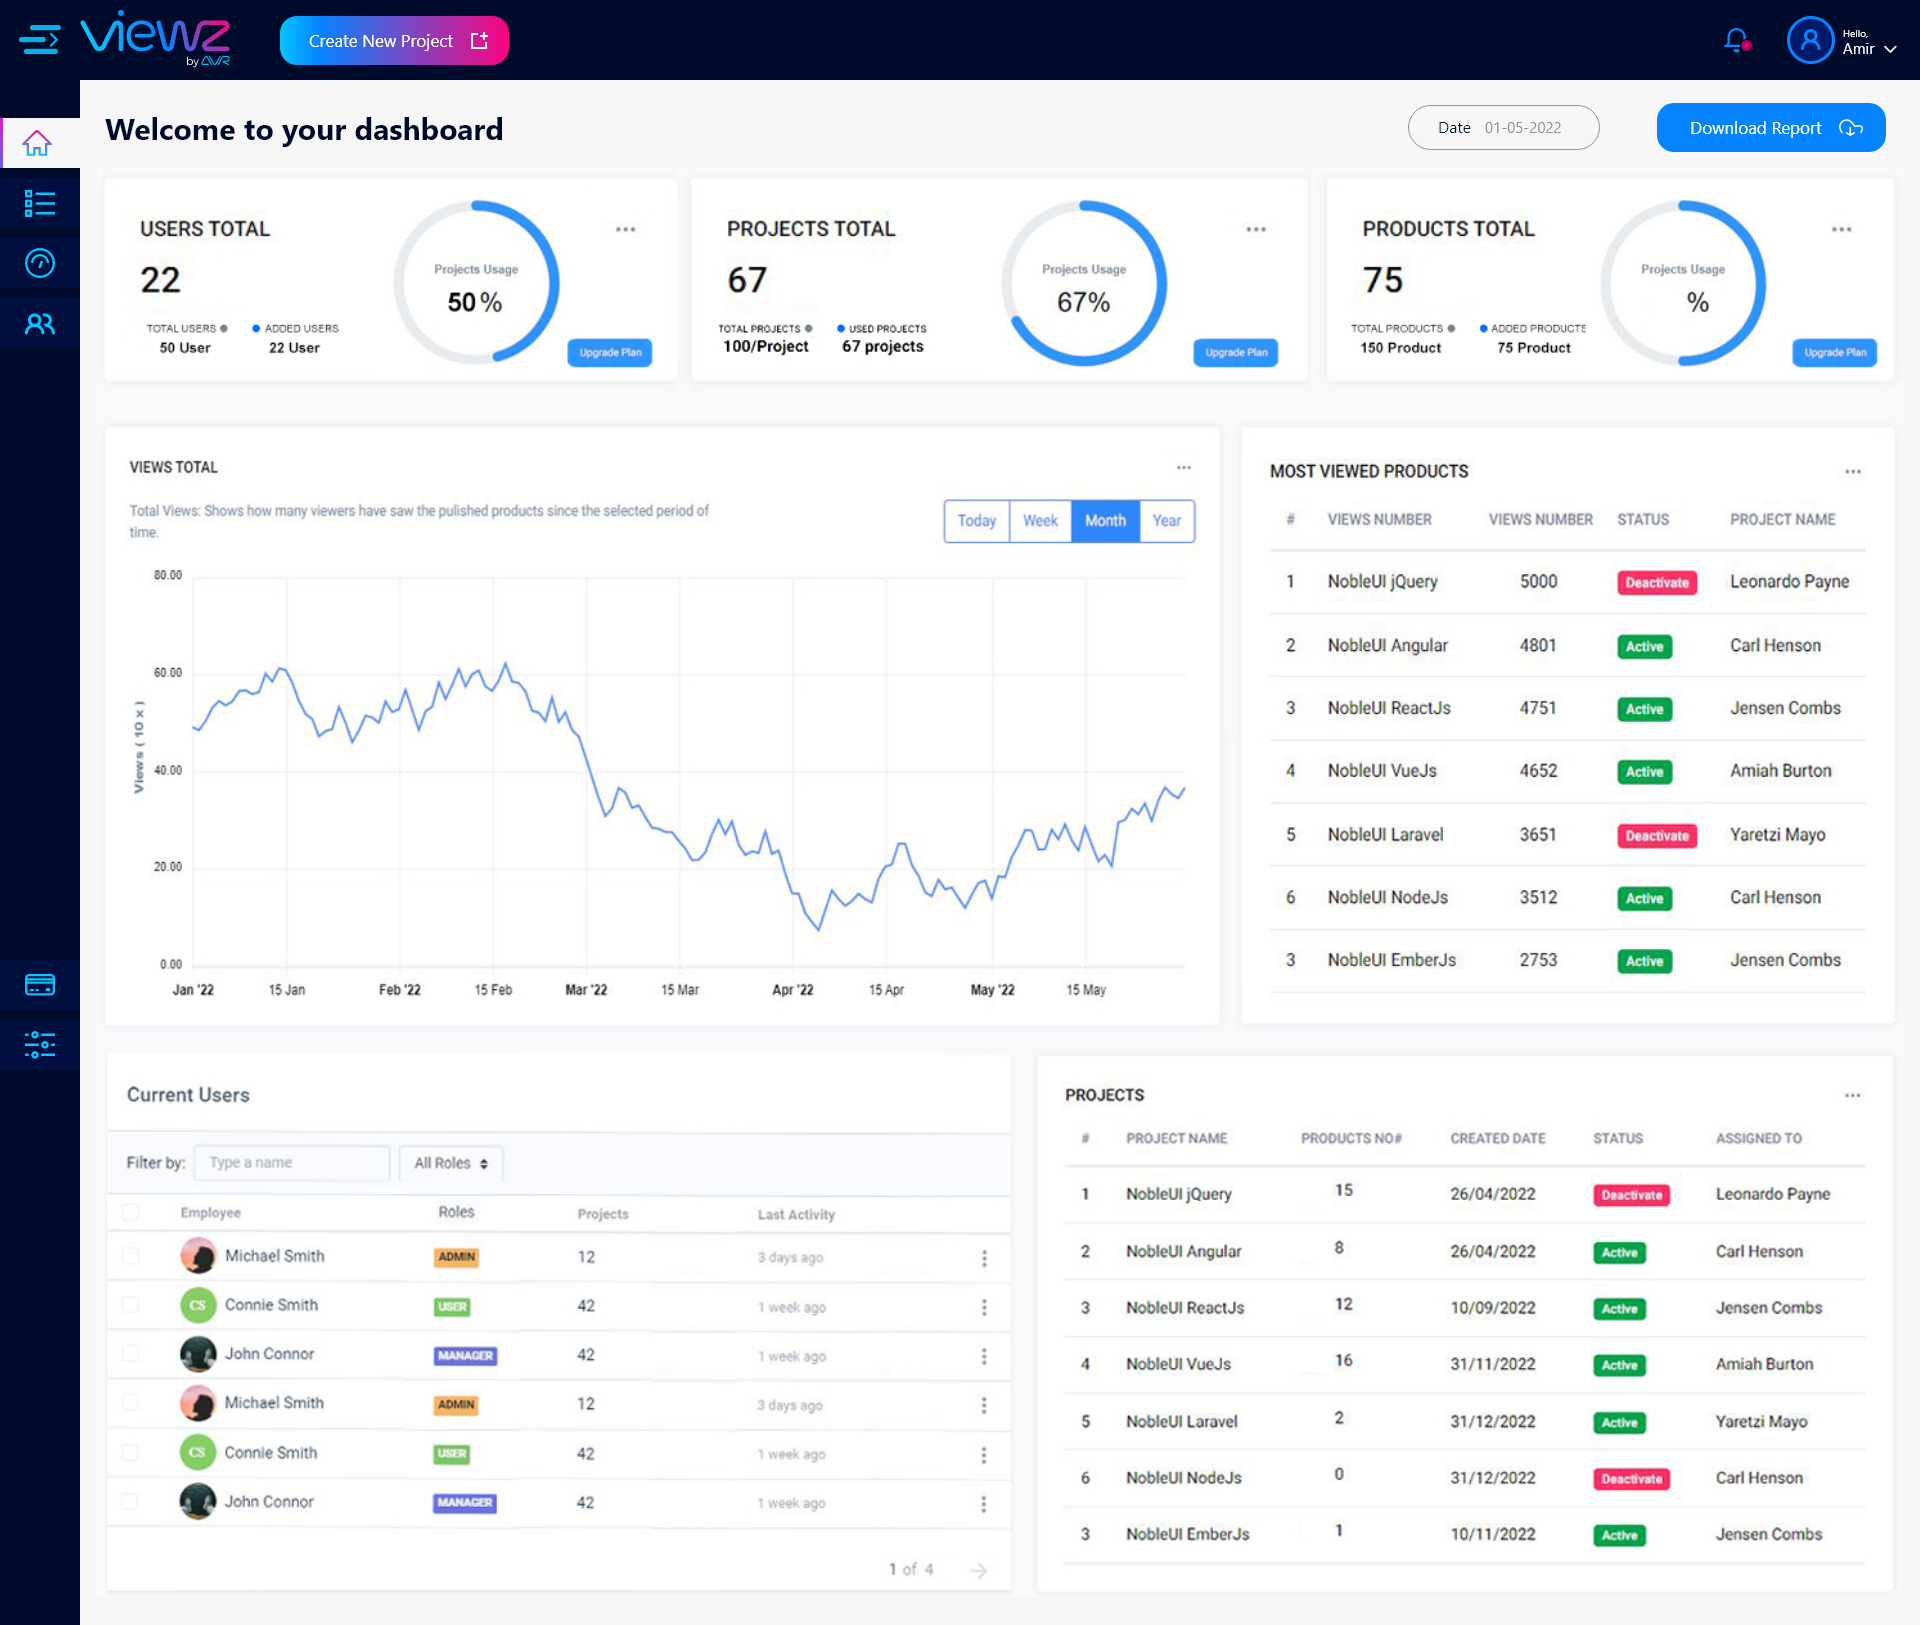 viewz
by AVR
Create New Project
Hello,
Amir
Welcome to your dashboard
Date 01-05-2022
Download Report
USERS TOTAL
22
TOTAL USERS
50 User
ADDED USERS
22 User
Projects Usage
50 %
Upgrade Plan
PROJECTS TOTAL
67
TOTAL PROJECTS
100/Project
USED PROJECTS
67 projects
Projects Usage
67%
Upgrade Plan
PRODUCTS TOTAL
75
TOTAL PRODUCTS
150 Product
ADDED PRODUCTS
75 Product
Projects Usage
%
Upgrade Plan
VIEWS TOTAL
Total Views: Shows how many viewers have saw the pulished products since the selected period of
time.
Today Week Month Year
Views ( 10 x )
80.00
60.00
40.00
20.00
0.00
Jan '22 15 Jan Feb '22 15 Feb Mar '22 15 Mar Apr '22 15 Apr May '22 15 May
MOST VIEWED PRODUCTS
# VIEWS NUMBER VIEWS NUMBER STATUS PROJECT NAME
1 NobleUI jQuery 5000 Deactivate Leonardo Payne
2 NobleUI Angular 4801 Active Carl Henson
3 NobleUI ReactJs 4751 Active Jensen Combs
4 NobleUI VueJs 4652 Active Amiah Burton
5 NobleUI Laravel 3651 Deactivate Yaretzi Mayo
6 NobleUI NodeJs 3512 Active Carl Henson
3 NobleUI EmberJs 2753 Active Jensen Combs
Current Users
Filter by: Type a name All Roles
Employee Roles Projects Last Activity
Michael Smith ADMIN 12 3 days ago
CS Connie Smith USER 42 1 week ago
John Connor MANAGER 42 1 week ago
Michael Smith ADMIN 12 3 days ago
CS Connie Smith USER 42 1 week ago
John Connor MANAGER 42 1 week ago
1 of 4
PROJECTS
# PROJECT NAME PRODUCTS NO# CREATED DATE STATUS ASSIGNED TO
1 NobleUI jQuery 15 26/04/2022 Deactivate Leonardo Payne
2 NobleUI Angular 8 26/04/2022 Active Carl Henson
3 NobleUI ReactJs 12 10/09/2022 Active Jensen Combs
4 NobleUI VueJs 16 31/11/2022 Active Amiah Burton
5 NobleUI Laravel 2 31/12/2022 Active Yaretzi Mayo
6 NobleUI NodeJs 0 31/12/2022 Deactivate Carl Henson
3 NobleUI EmberJs 1 10/11/2022 Active Jensen Combs